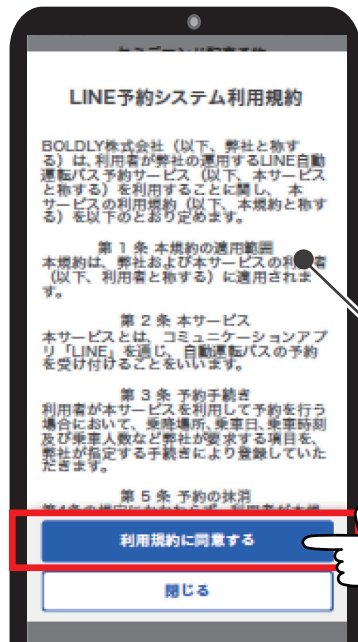 LINE予約システム利用規約
BOLDLY株式会社（以下、弊社と称す
る）は、利用者が弊社の運用するLINE自動
運転バス予約サービス（以下、本サービス
と称する）を利用することに関し、 本
サービスの利用規約（以下、本規約と称す
る）を以下のとおり定めます。
第 1 条 本規約の適用範囲
本規約は、弊社および本サービスの利 者
（以下、利用者と称する）に適用されま
す。
第 2 条 本サービス
本サービスとは、コミュニケーションアプ
リ「LINE」を通じ、自動運転バスの予約
を受け付けることをいいます。
第 3 条 予約手続き
利用者が本サービスを利用して予約を行う
場合において、乗降場所、乗車日、乗車時刻
及び乗車人数など弊社が要求する項目を、
弊社が指定する手続きにより登録していた
だきます。
第 5 条 予約の抹消
利用規約に同意する
閉じる